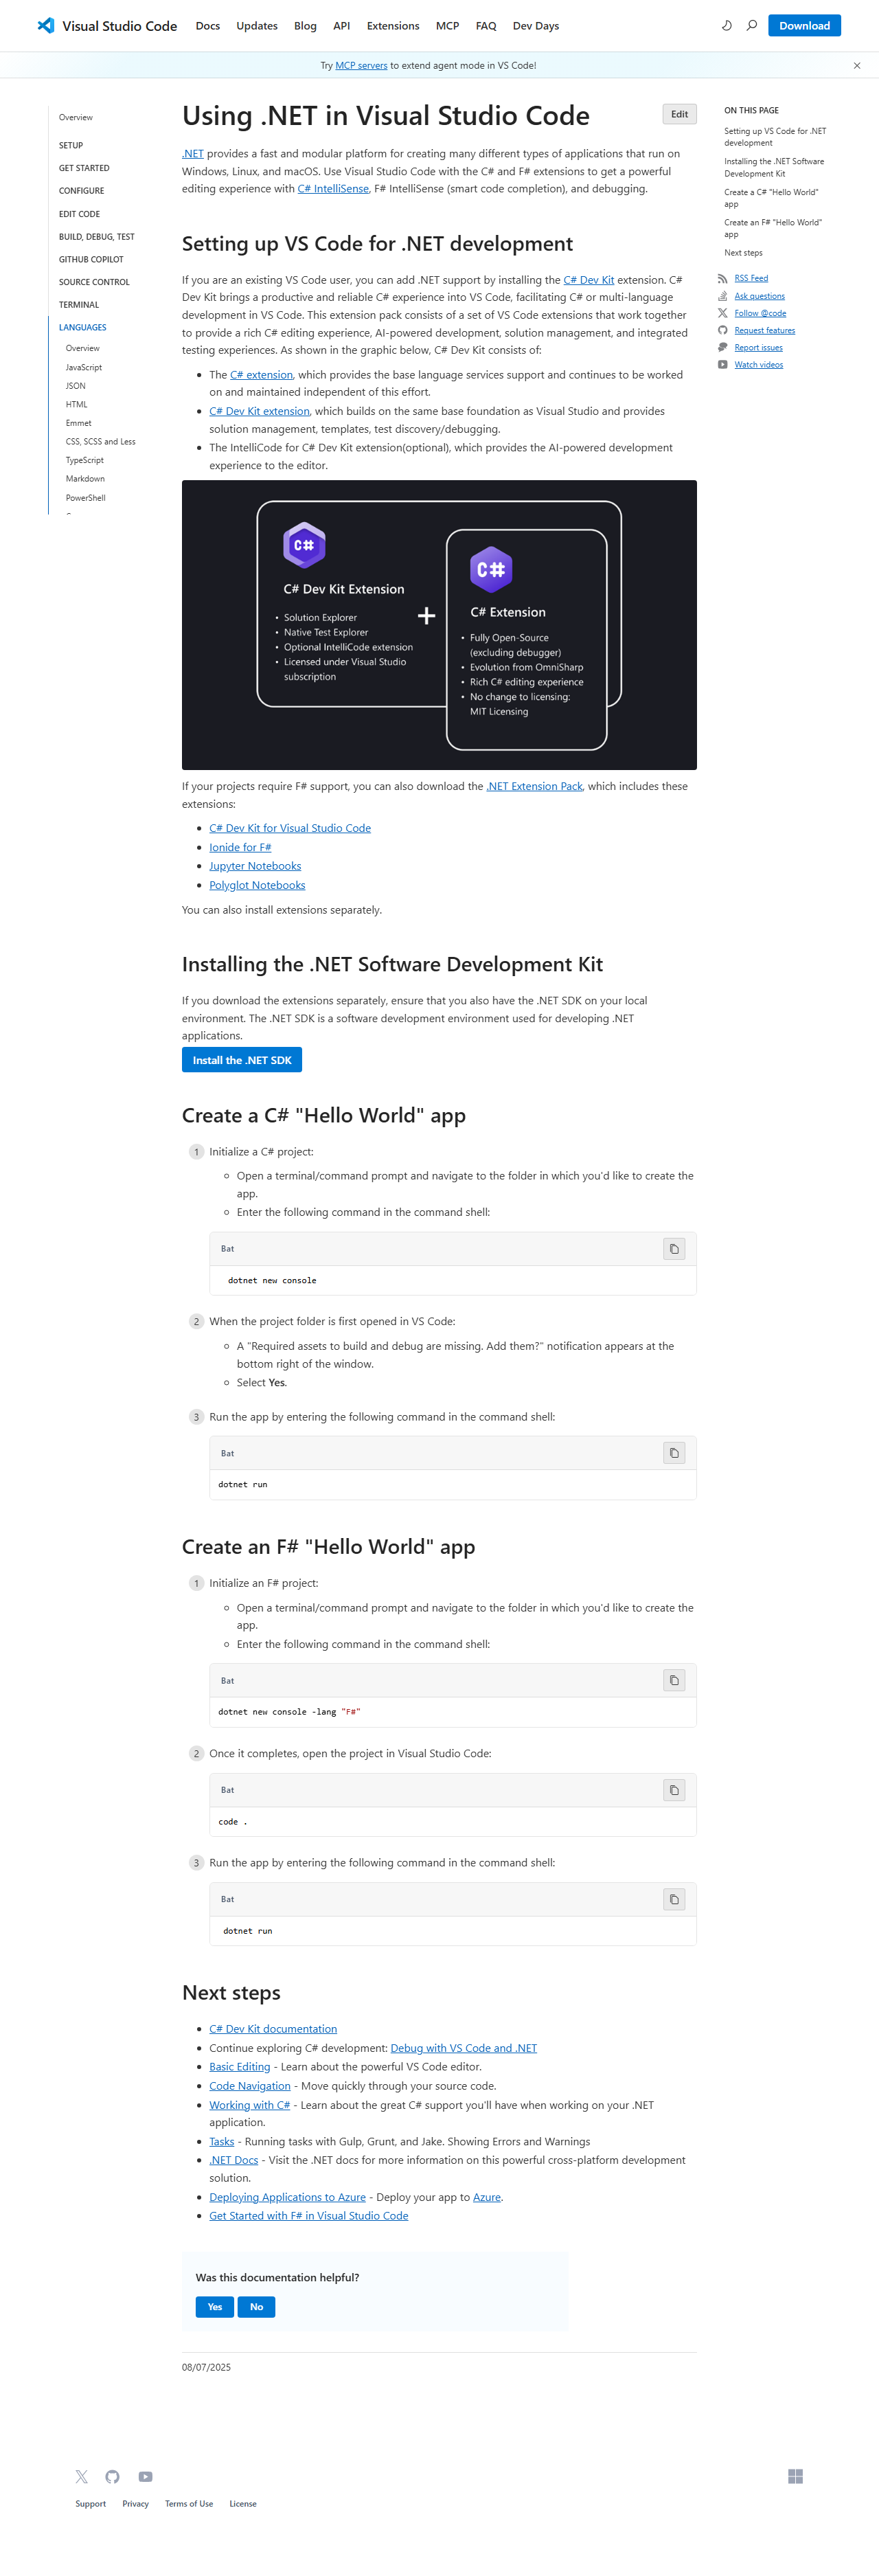 Visual Studio Code
Docs
Updates
Blog
API
Extensions
MCP
FAQ
Dev Days
Download
Try MCP servers to extend agent mode in VS Code!
Overview
SETUP
GET STARTED
CONFIGURE
EDIT CODE
BUILD, DEBUG, TEST
GITHUB COPILOT
SOURCE CONTROL
TERMINAL
LANGUAGES
Overview
JavaScript
JSON
HTML
Emmet
CSS, SCSS and Less
TypeScript
Markdown
PowerShell
Using .NET in Visual Studio Code
Edit
.NET provides a fast and modular platform for creating many different types of applications that run on
Windows, Linux, and macOS. Use Visual Studio Code with the C# and F# extensions to get a powerful
editing experience with C# IntelliSense, F# IntelliSense (smart code completion), and debugging.
Setting up VS Code for .NET development
If you are an existing VS Code user, you can add .NET support by installing the C# Dev Kit extension. C#
Dev Kit brings a productive and reliable C# experience into VS Code, facilitating C# or multi-language
development in VS Code. This extension pack consists of a set of VS Code extensions that work together
to provide a rich C# editing experience, AI-powered development, solution management, and integrated
testing experiences. As shown in the graphic below, C# Dev Kit consists of:
• The C# extension, which provides the base language services support and continues to be worked
on and maintained independent of this effort.
• C# Dev Kit extension, which builds on the same base foundation as Visual Studio and provides
solution management, templates, test discovery/debugging.
• The IntelliCode for C# Dev Kit extension(optional), which provides the AI-powered development
experience to the editor.
C#
C# Dev Kit Extension
• Solution Explorer
• Native Test Explorer
• Optional IntelliCode extension
• Licensed under Visual Studio
subscription
+
C#
C# Extension
• Fully Open-Source
(excluding debugger)
• Evolution from OmniSharp
• Rich C# editing experience
• No change to licensing:
MIT Licensing
If your projects require F# support, you can also download the .NET Extension Pack, which includes these
extensions:
• C# Dev Kit for Visual Studio Code
• Ionide for F#
• Jupyter Notebooks
• Polyglot Notebooks
You can also install extensions separately.
Installing the .NET Software Development Kit
If you download the extensions separately, ensure that you also have the .NET SDK on your local
environment. The .NET SDK is a software development environment used for developing .NET
applications.
Install the .NET SDK
Create a C# "Hello World" app
1 Initialize a C# project:
Open a terminal/command prompt and navigate to the folder in which you'd like to create the
app.
Enter the following command in the command shell:
Bat
dotnet new console
2 When the project folder is first opened in VS Code:
A "Required assets to build and debug are missing. Add them?" notification appears at the
bottom right of the window.
Select Yes.
3 Run the app by entering the following command in the command shell:
Bat
dotnet run
Create an F# "Hello World" app
1 Initialize an F# project:
Open a terminal/command prompt and navigate to the folder in which you'd like to create the
app.
Enter the following command in the command shell:
Bat
dotnet new console -lang "F#"
2 Once it completes, open the project in Visual Studio Code:
Bat
code .
3 Run the app by entering the following command in the command shell:
Bat
dotnet run
Next steps
• C# Dev Kit documentation
• Continue exploring C# development: Debug with VS Code and .NET
• Basic Editing - Learn about the powerful VS Code editor.
• Code Navigation - Move quickly through your source code.
• Working with C# - Learn about the great C# support you'll have when working on your .NET
application.
• Tasks - Running tasks with Gulp, Grunt, and Jake. Showing Errors and Warnings
• .NET Docs - Visit the .NET docs for more information on this powerful cross-platform development
solution.
• Deploying Applications to Azure - Deploy your app to Azure.
• Get Started with F# in Visual Studio Code
Was this documentation helpful?
Yes
No
08/07/2025
ON THIS PAGE
Setting up VS Code for .NET
development
Installing the .NET Software
Development Kit
Create a C# "Hello World"
app
Create an F# "Hello World"
app
Next steps
RSS Feed
Ask questions
Follow @code
Request features
Report issues
Watch videos
Support
Privacy
Terms of Use
License